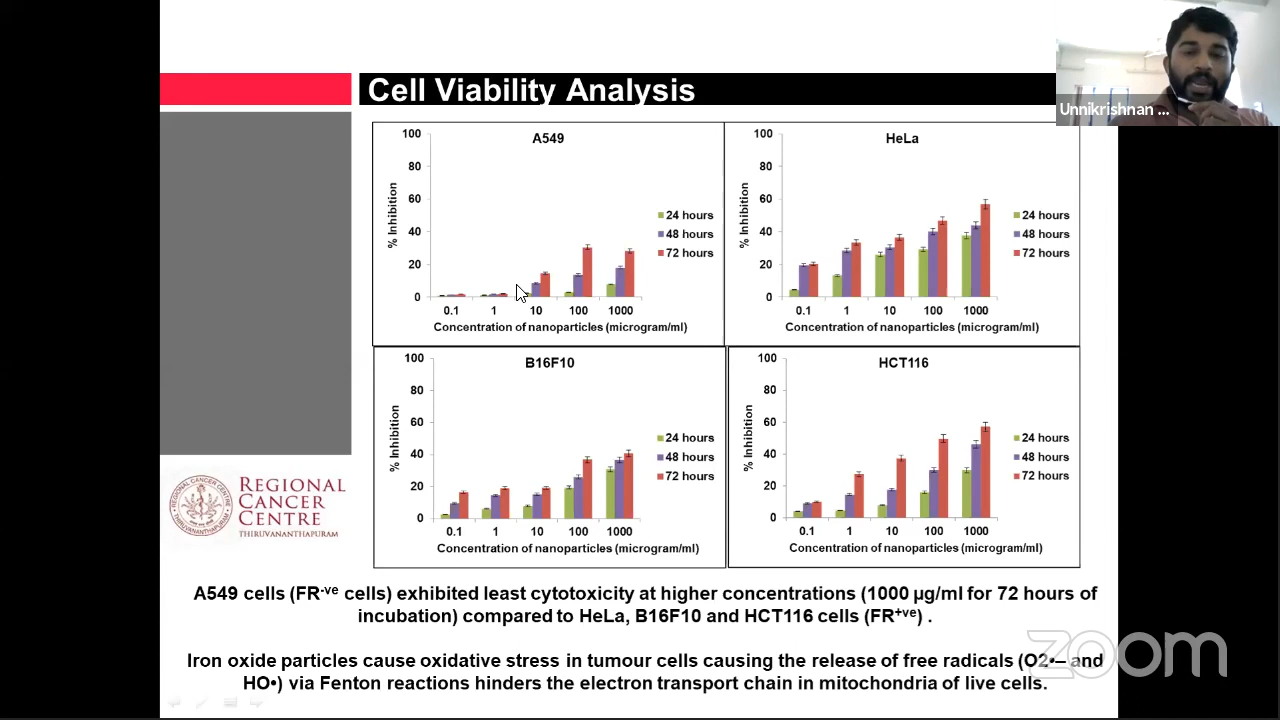 Cell Viability Analysis
Unnikrishnan ...
A549
100
80
60
40
20
0
% Inhibition
0.1 1 10 100 1000
Concentration of nanoparticles (microgram/ml)
24 hours
48 hours
72 hours
HeLa
100
80
60
40
20
0
% Inhibition
0.1 1 10 100 1000
Concentration of nanoparticles (microgram/ml)
24 hours
48 hours
72 hours
B16F10
100
80
60
40
20
0
% Inhibition
0.1 1 10 100 1000
Concentration of nanoparticles (microgram/ml)
24 hours
48 hours
72 hours
HCT116
100
80
60
40
20
0
% Inhibition
0.1 1 10 100 1000
Concentration of nanoparticles (microgram/ml)
24 hours
48 hours
72 hours
REGIONAL
CANCER
CENTRE
THIRUVANANTHAPURAM
A549 cells (FR-ve cells) exhibited least cytotoxicity at higher concentrations (1000 µg/ml for 72 hours of
incubation) compared to HeLa, B16F10 and HCT116 cells (FR+ve) .
Iron oxide particles cause oxidative stress in tumour cells causing the release of free radicals (O2•– and
HO•) via Fenton reactions hinders the electron transport chain in mitochondria of live cells.
zoom